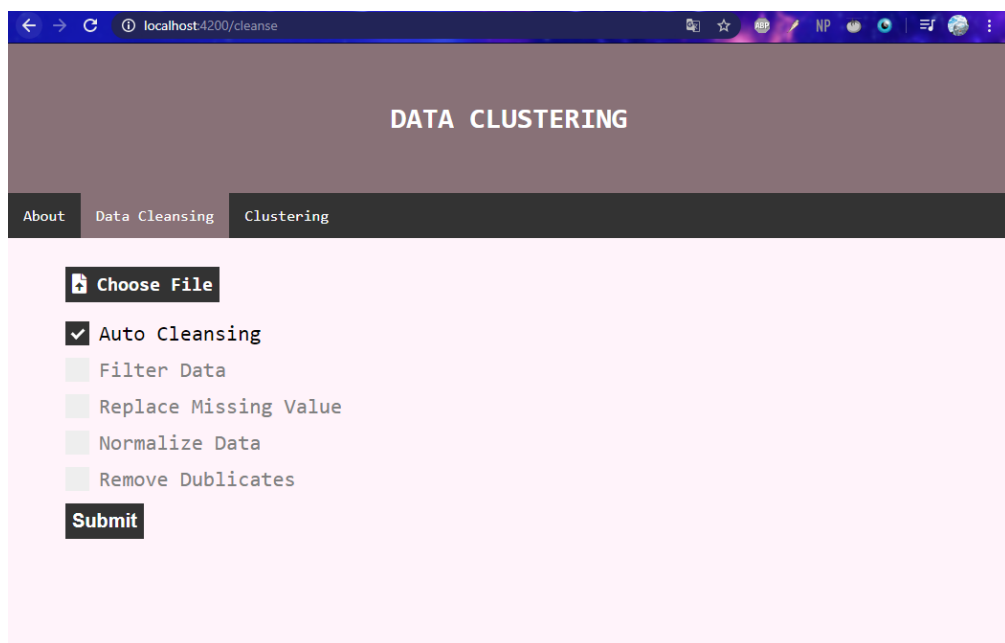 localhost:4200/cleanse
ABP NP
DATA CLUSTERING
About Data Cleansing Clustering
Choose File
Auto Cleansing
Filter Data
Replace Missing Value
Normalize Data
Remove Dublicates
Submit